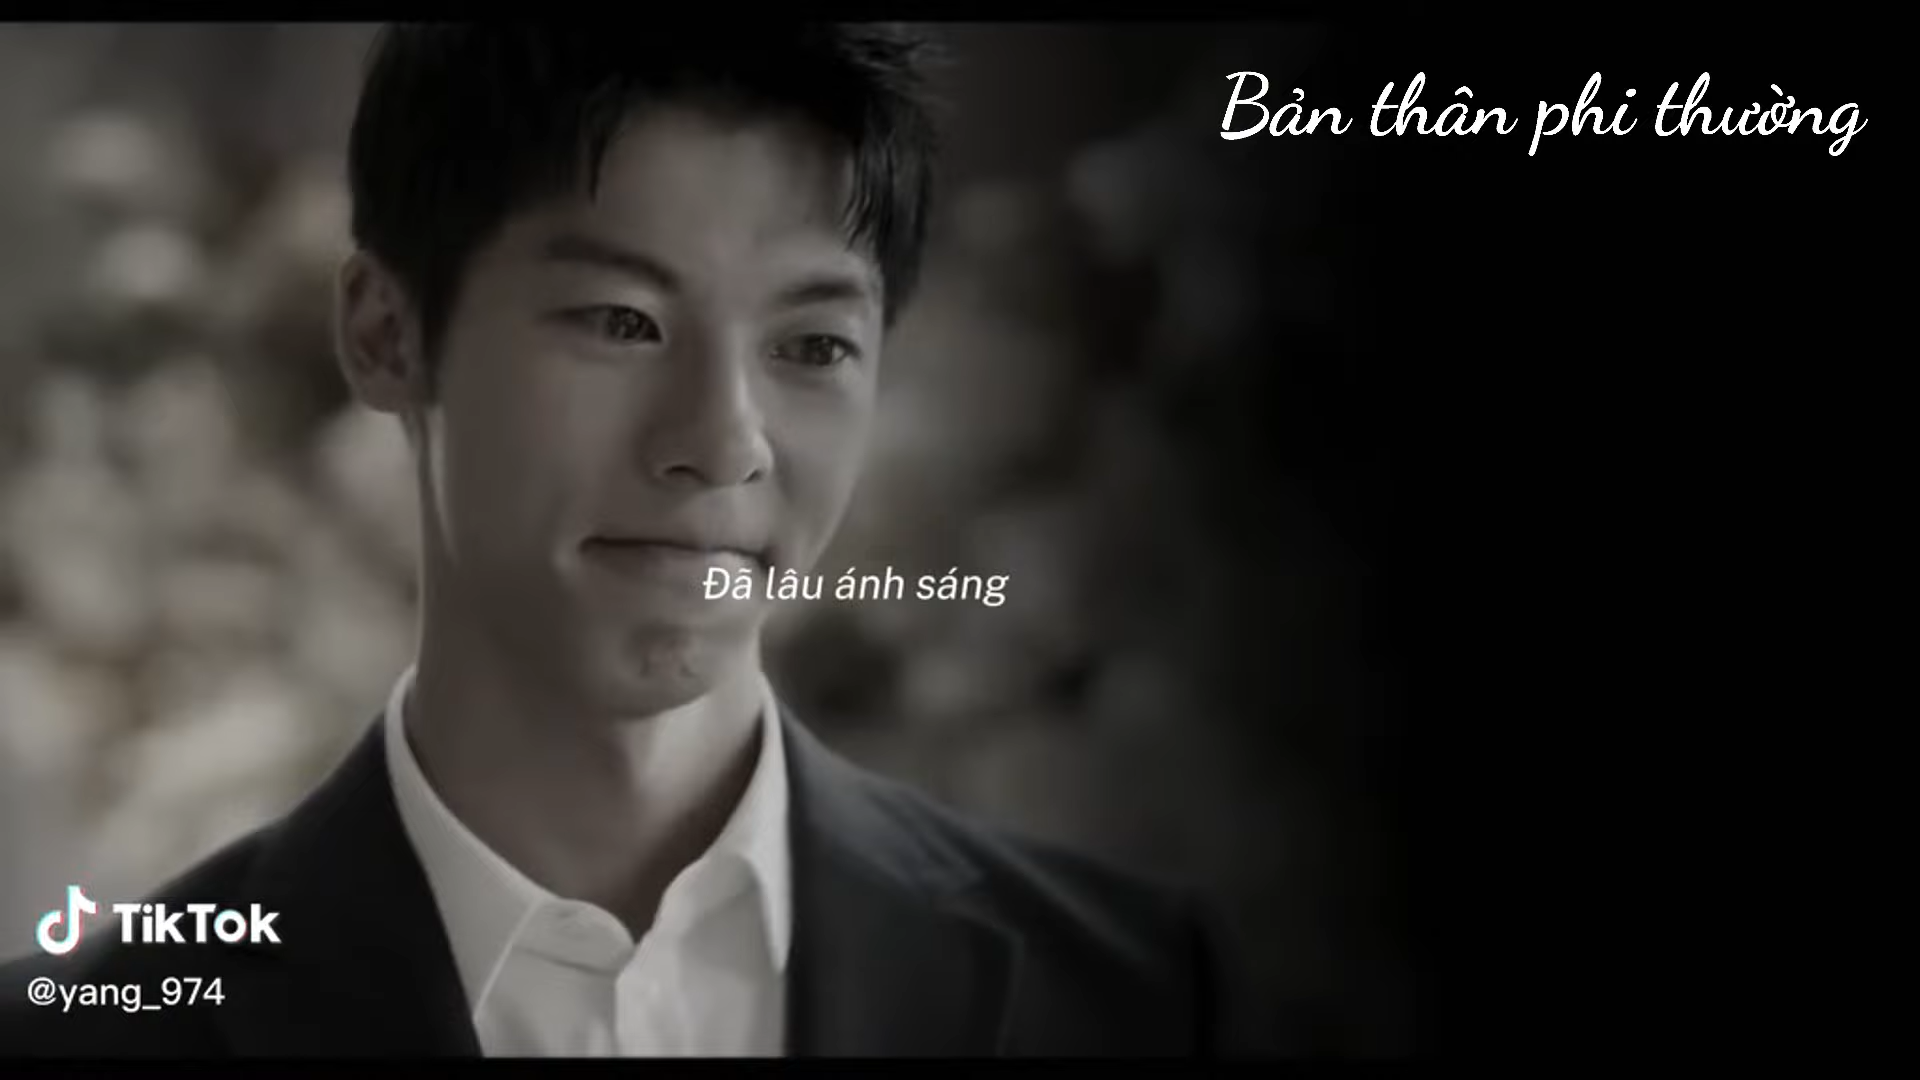 Bản thân phi thường
Đã lâu ánh sáng
TikTok
@yang_974